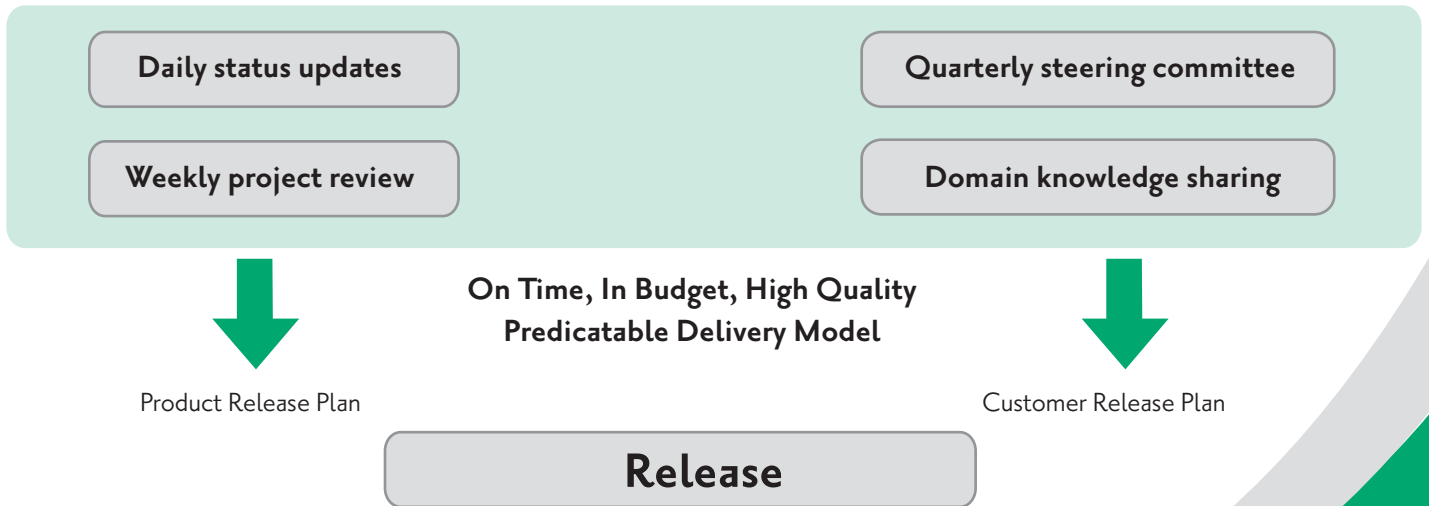 Daily status updates
Quarterly steering committee
Weekly project review
Domain knowledge sharing
On Time, In Budget, High Quality
Predicatable Delivery Model
Product Release Plan
Customer Release Plan
Release